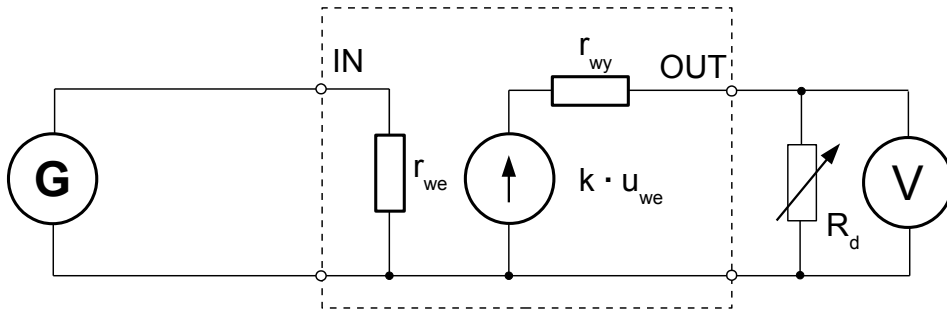 IN
r_wy
OUT
G
r_we
k · u_we
V
R_d